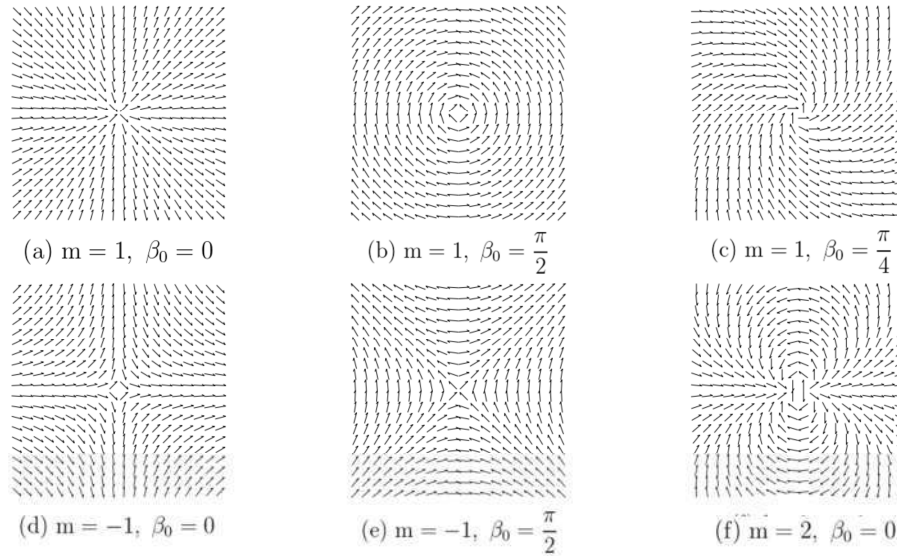 (a) m = 1, β₀ = 0
(b) m = 1, β₀ = π/2
(c) m = 1, β₀ = π/4
(d) m = −1, β₀ = 0
(e) m = −1, β₀ = π/2
(f) m = 2, β₀ = 0